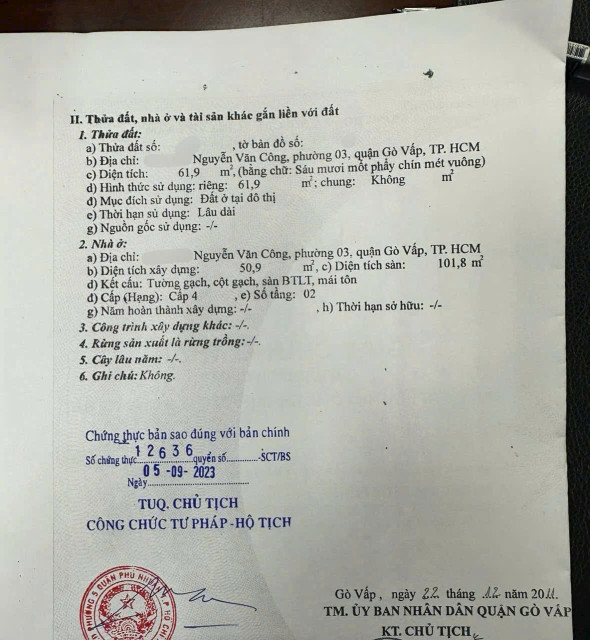 II. Thửa đất, nhà ở và tài sản khác gắn liền với đất
1. Thửa đất:
a) Thửa đất số: , tờ bản đồ số:
b) Địa chỉ: Nguyễn Văn Công, phường 03, quận Gò Vấp, TP. HCM
c) Diện tích: 61,9 m², (bằng chữ: Sáu mươi mốt phẩy chín mét vuông)
d) Hình thức sử dụng: riêng: 61,9 m²; chung: Không m²
đ) Mục đích sử dụng: Đất ở tại đô thị
e) Thời hạn sử dụng: Lâu dài
g) Nguồn gốc sử dụng: -/-
2. Nhà ở:
a) Địa chỉ: Nguyễn Văn Công, phường 03, quận Gò Vấp, TP. HCM
b) Diện tích xây dựng: 50,9 m², c) Diện tích sàn: 101,8 m²
d) Kết cấu: Tường gạch, cột gạch, sàn BTLT, mái tôn
đ) Cấp (Hạng): Cấp 4 , e) Số tầng: 02
g) Năm hoàn thành xây dựng: -/- , h) Thời hạn sở hữu: -/-
3. Công trình xây dựng khác: -/-.
4. Rừng sản xuất là rừng trồng: -/-.
5. Cây lâu năm: -/-.
6. Ghi chú: Không.
Chứng thực bản sao đúng với bản chính
Số chứng thực 12636 quyển số............-SCT/BS
Ngày 05-09-2023
TUQ. CHỦ TỊCH
CÔNG CHỨC TƯ PHÁP - HỘ TỊCH
Gò Vấp, ngày 22 tháng 12 năm 2011
TM. ỦY BAN NHÂN DÂN QUẬN GÒ VẤP
KT. CHỦ TỊCH
PHƯỜNG 5 QUẬN PHÚ NHUẬN